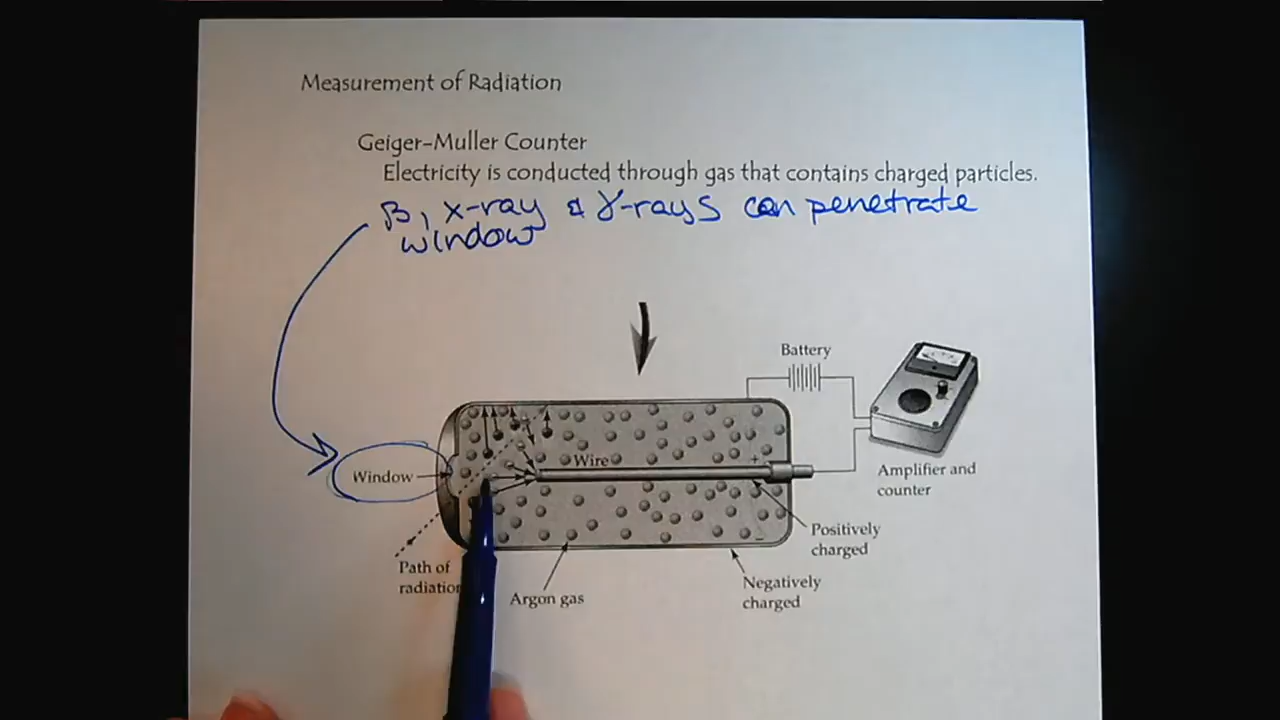 Measurement of Radiation
Geiger-Muller Counter
Electricity is conducted through gas that contains charged particles.
β, x-ray & γ-rays can penetrate
window
Battery
Wire
+
Window
Amplifier and
counter
Positively
charged
−
Path of
radiation
Argon gas
Negatively
charged